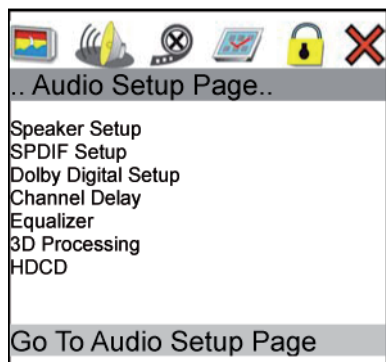 .. Audio Setup Page..
Speaker Setup
SPDIF Setup
Dolby Digital Setup
Channel Delay
Equalizer
3D Processing
HDCD
Go To Audio Setup Page